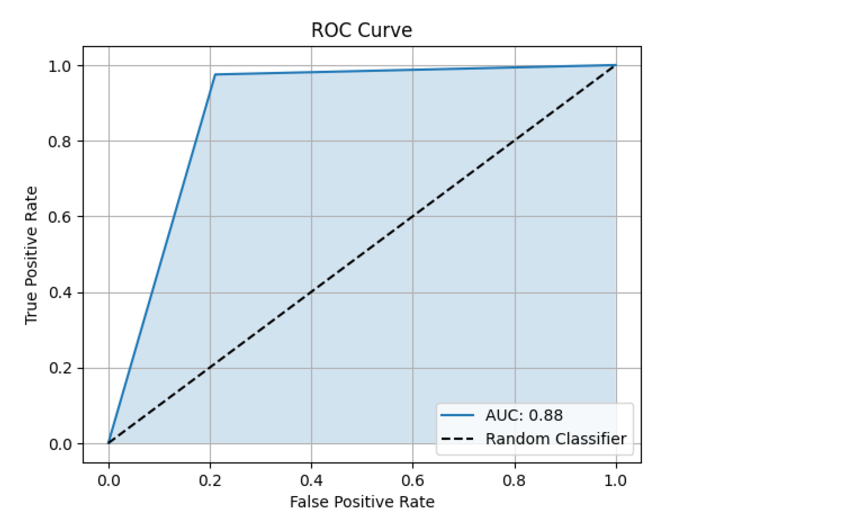 ROC Curve
1.0
0.8
0.6
0.4
0.2
0.0
True Positive Rate
AUC: 0.88
Random Classifier
0.0 0.2 0.4 0.6 0.8 1.0
False Positive Rate